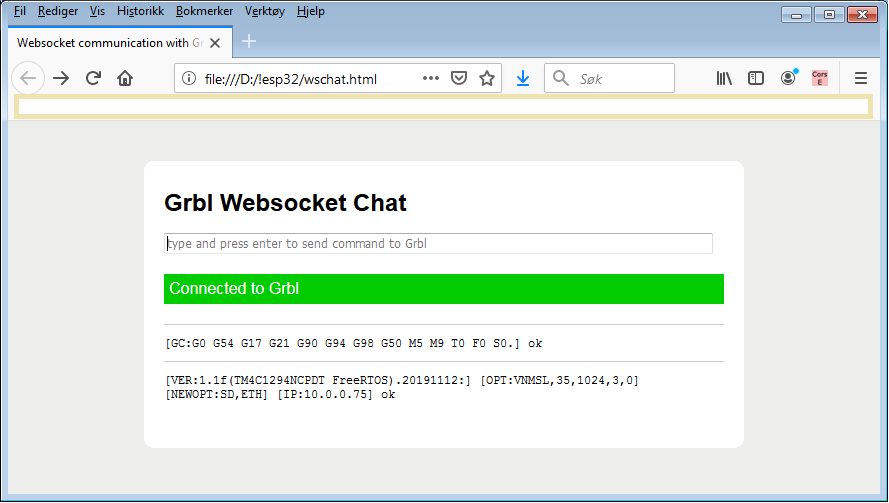 Fil Rediger Vis Historikk Bokmerker Verktøy Hjelp
Websocket communication with Gr
file:///D:/!esp32/wschat.html
Søk
Cors
E
Grbl Websocket Chat
type and press enter to send command to Grbl
Connected to Grbl
[GC:G0 G54 G17 G21 G90 G94 G98 G50 M5 M9 T0 F0 S0.] ok
[VER:1.1f(TM4C1294NCPDT FreeRTOS).20191112:] [OPT:VNMSL,35,1024,3,0]
[NEWOPT:SD,ETH] [IP:10.0.0.75] ok